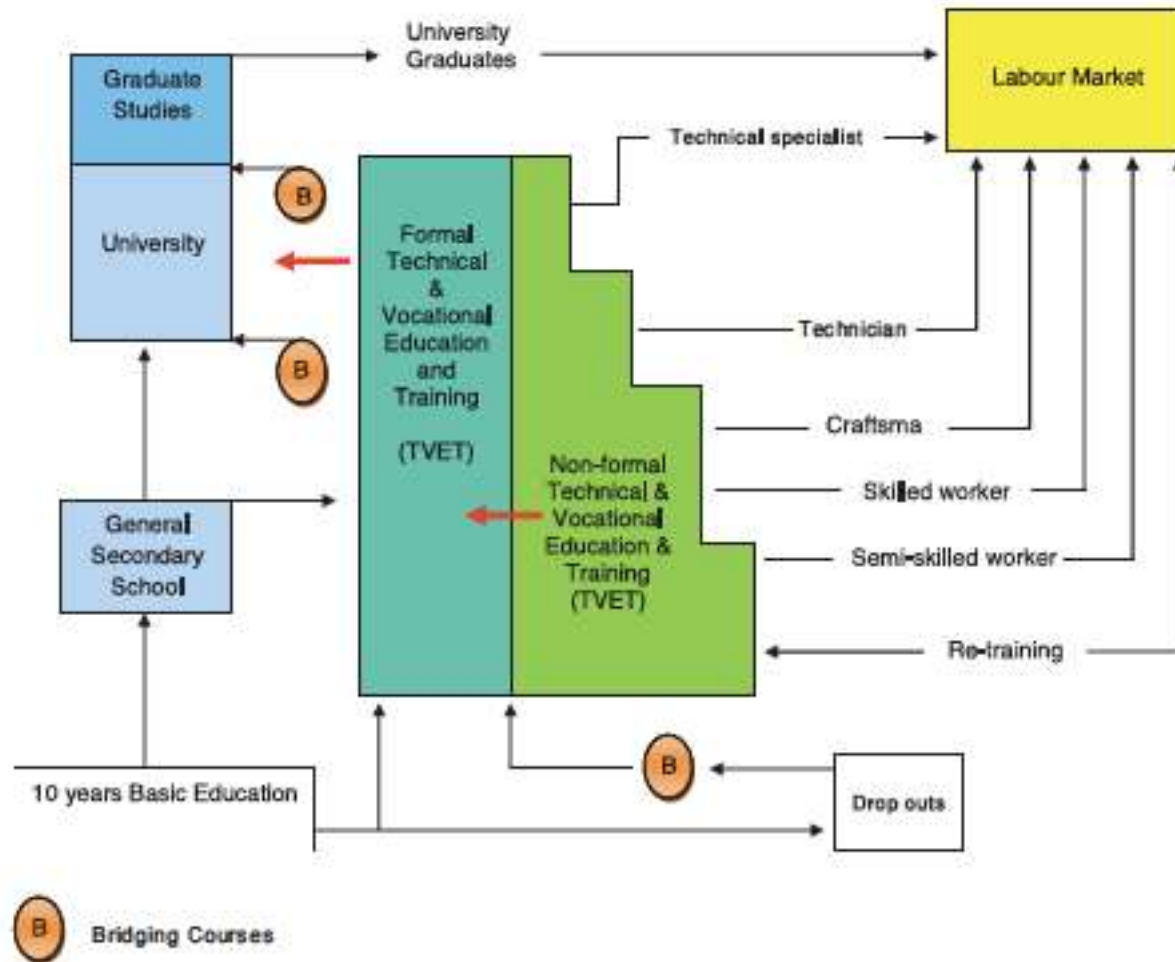 University
Graduates
Labour Market
Graduate
Studies
Technical specialist
B
University
Formal
Technical
&
Vocational
Education
and
Training
(TVET)
Technician
B
Craftsma
Non-formal
Technical &
Vocational
Education &
Training
(TVET)
Skilled worker
General
Secondary
School
Semi-skilled worker
Re-training
B
10 years Basic Education
Drop outs
B
Bridging Courses